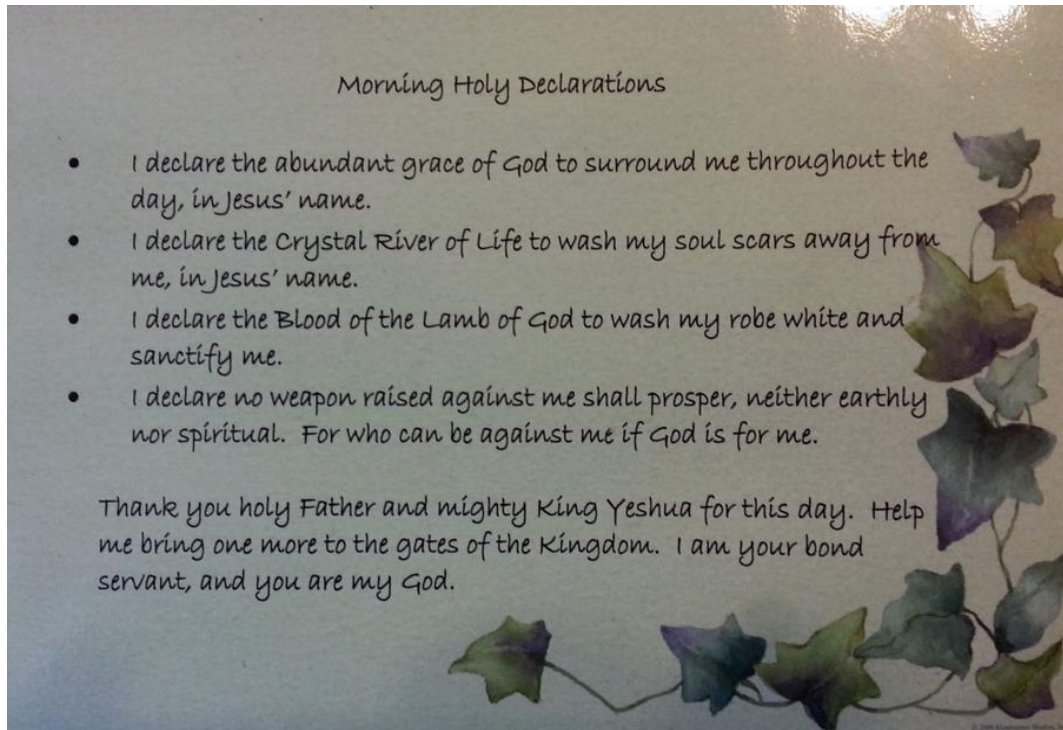 Morning Holy Declarations
• I declare the abundant grace of God to surround me throughout the
day, in Jesus' name.
• I declare the Crystal River of Life to wash my soul scars away from
me, in Jesus' name.
• I declare the Blood of the Lamb of God to wash my robe white and
sanctify me.
• I declare no weapon raised against me shall prosper, neither earthly
nor spiritual.  For who can be against me if God is for me.
Thank you holy Father and mighty King Yeshua for this day.  Help
me bring one more to the gates of the Kingdom.  I am your bond
servant, and you are my God.